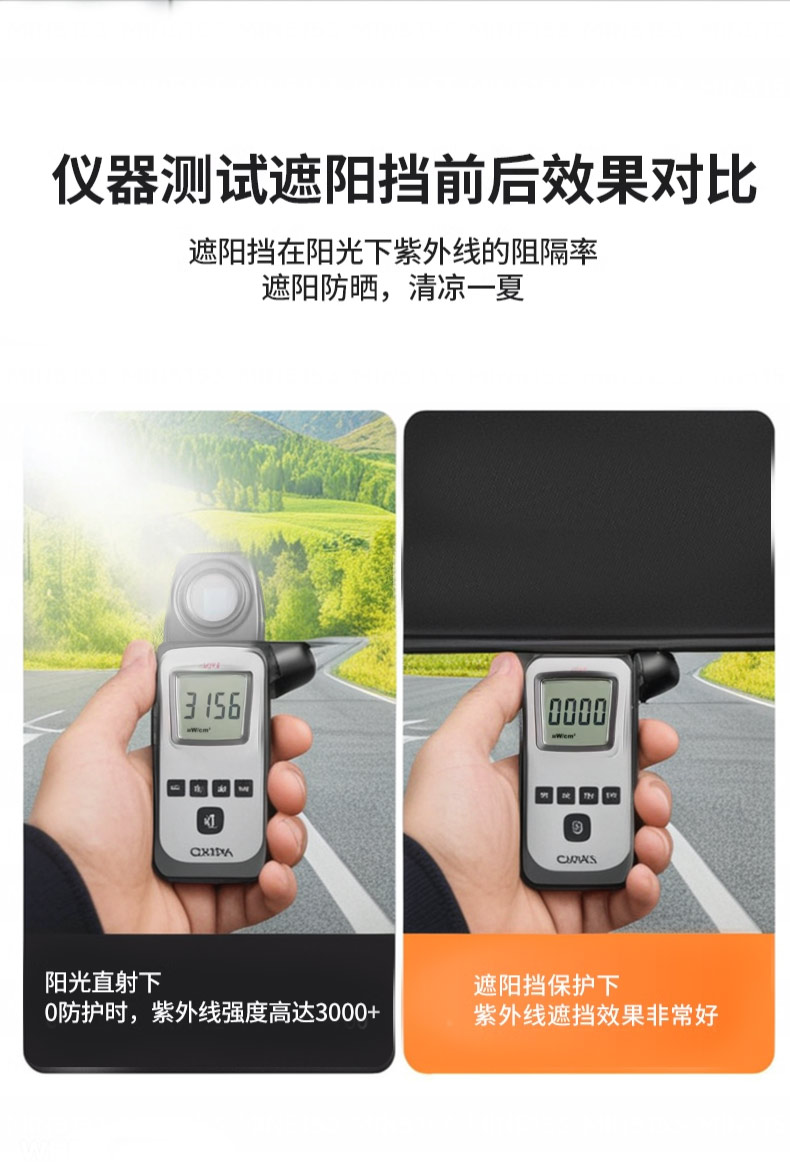 仪器测试遮阳挡前后效果对比
遮阳挡在阳光下紫外线的阻隔率
遮阳防晒，清凉一夏
3156
uW/cm²
0000
uW/cm²
阳光直射下
0防护时，紫外线强度高达3000+
遮阳挡保护下
紫外线遮挡效果非常好